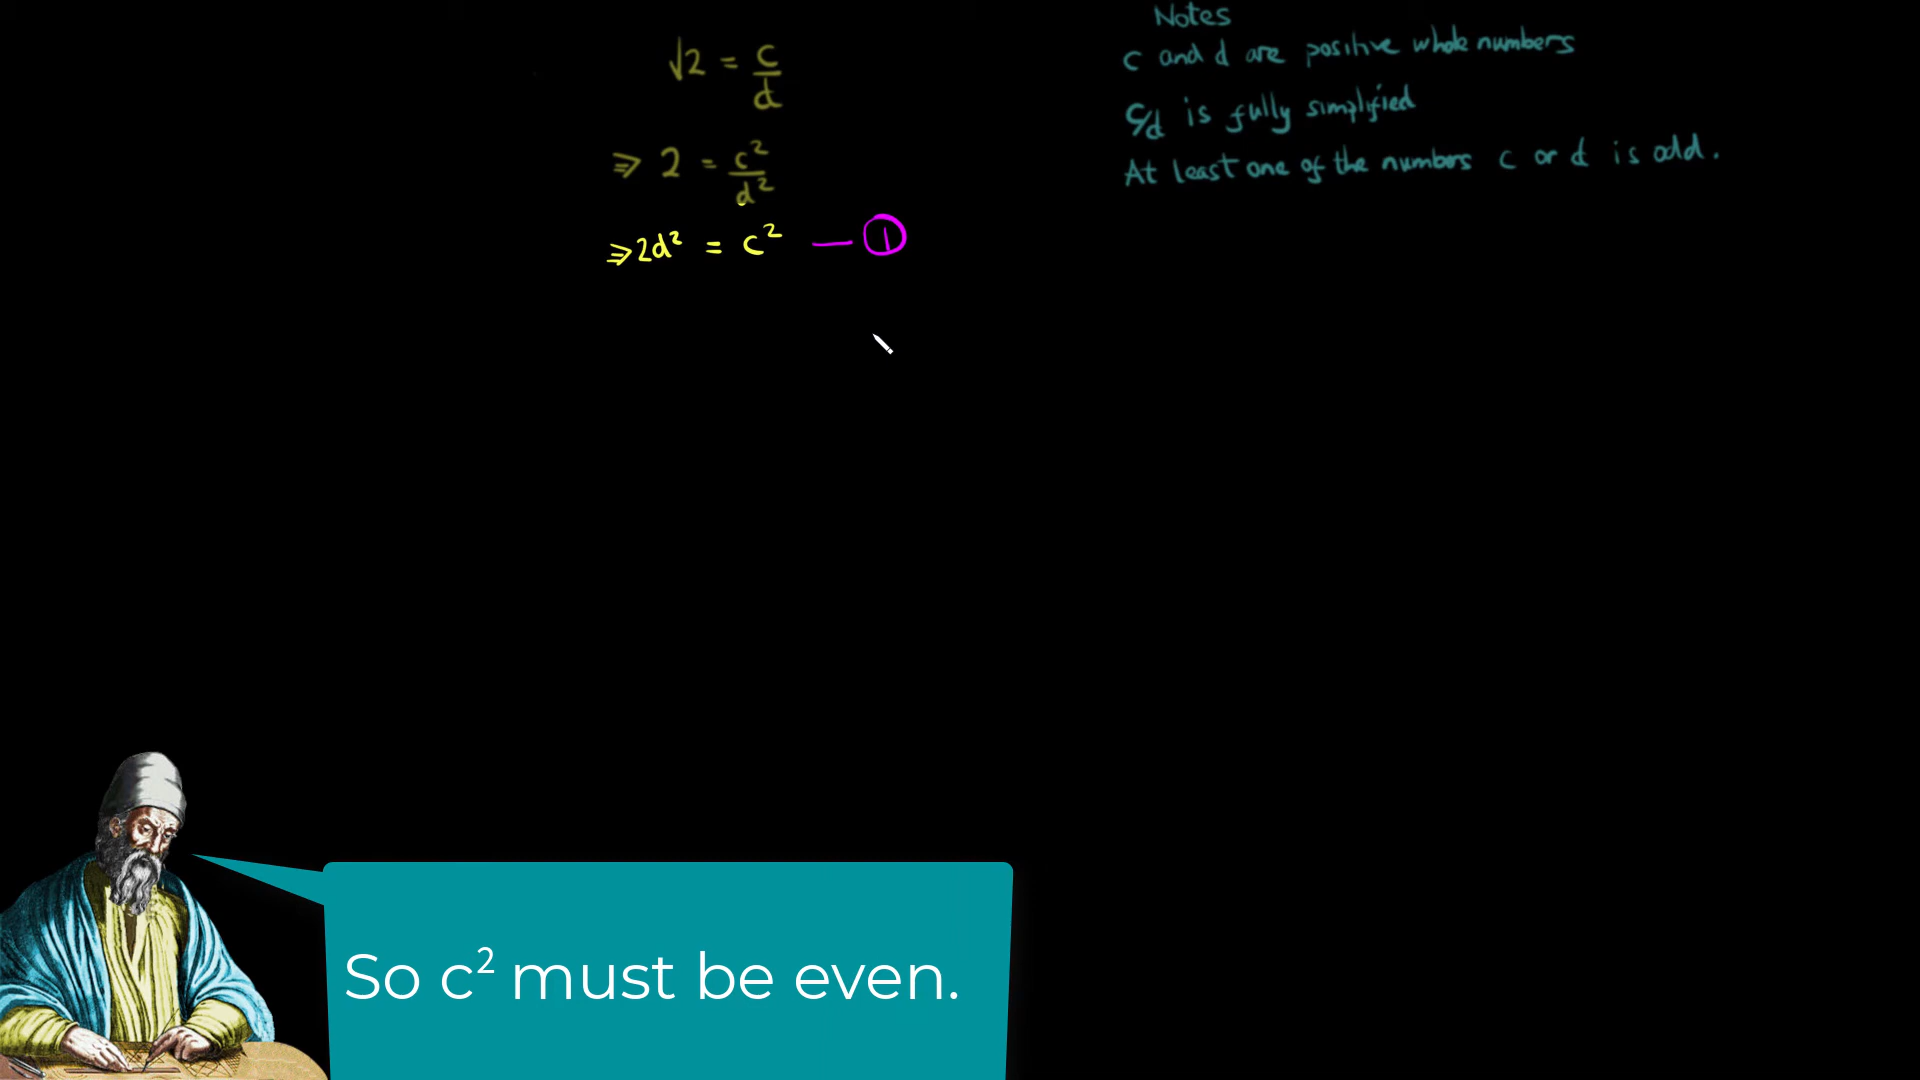 √2 = c/d
⇒ 2 = c²/d²
⇒ 2d² = c² — ①
Notes
c and d are positive whole numbers
c/d is fully simplified
At least one of the numbers c or d is odd.
So c² must be even.